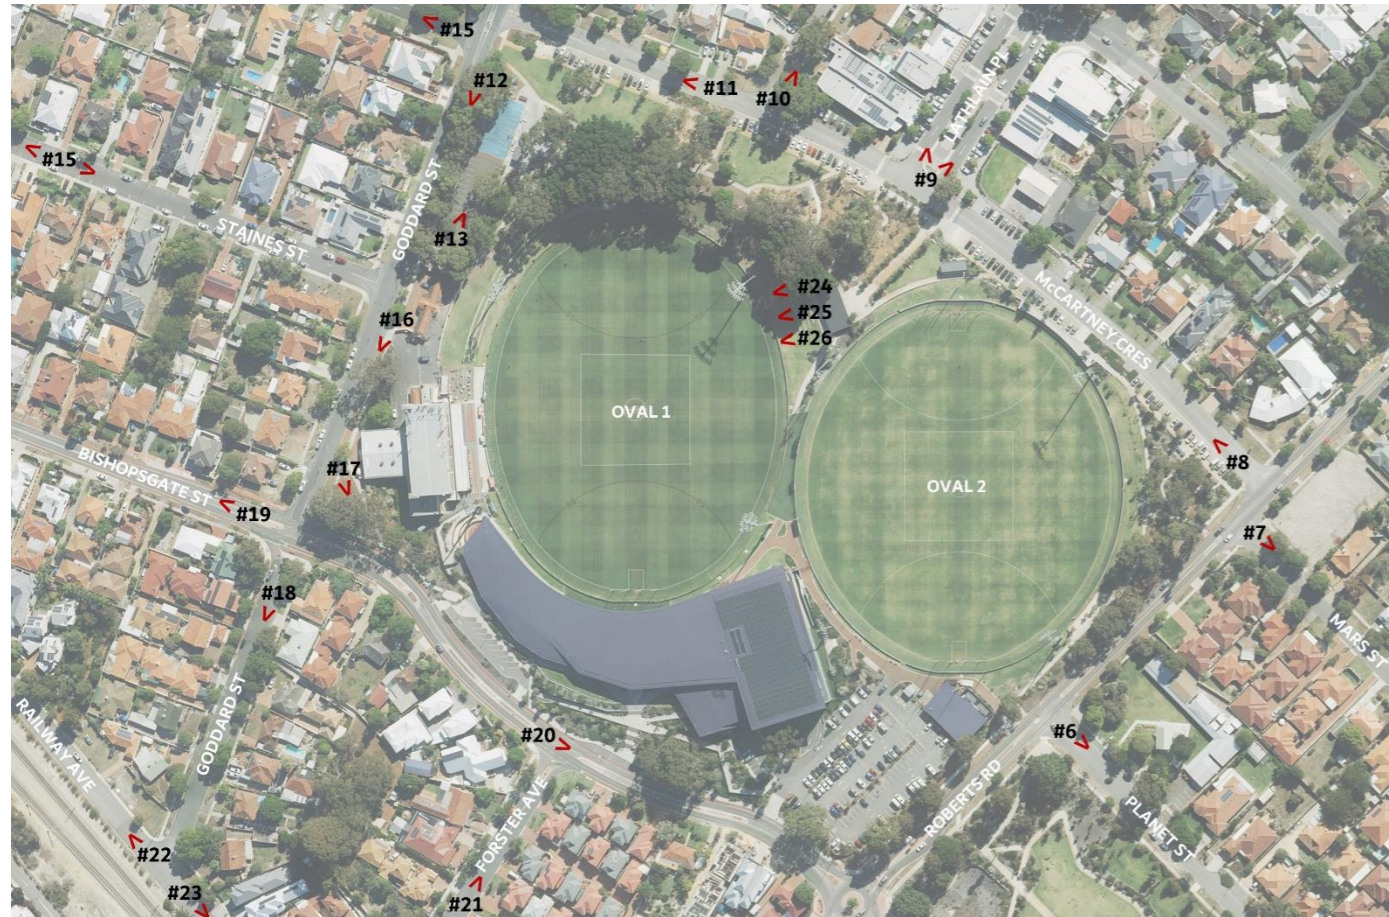 #15
#12
#11
#10
LATHLAIN PL
#15
#9
GODDARD ST
STAINES ST
#13
#24
#25
#26
McCARTNEY CRES
#16
OVAL 1
BISHOPSGATE ST
#17
#19
OVAL 2
#8
#7
#18
MARS ST
GODDARD ST
RAILWAY AVE
#20
#6
ROBERTS RD
PLANET ST
FORSTER AVE
#22
#23
#21